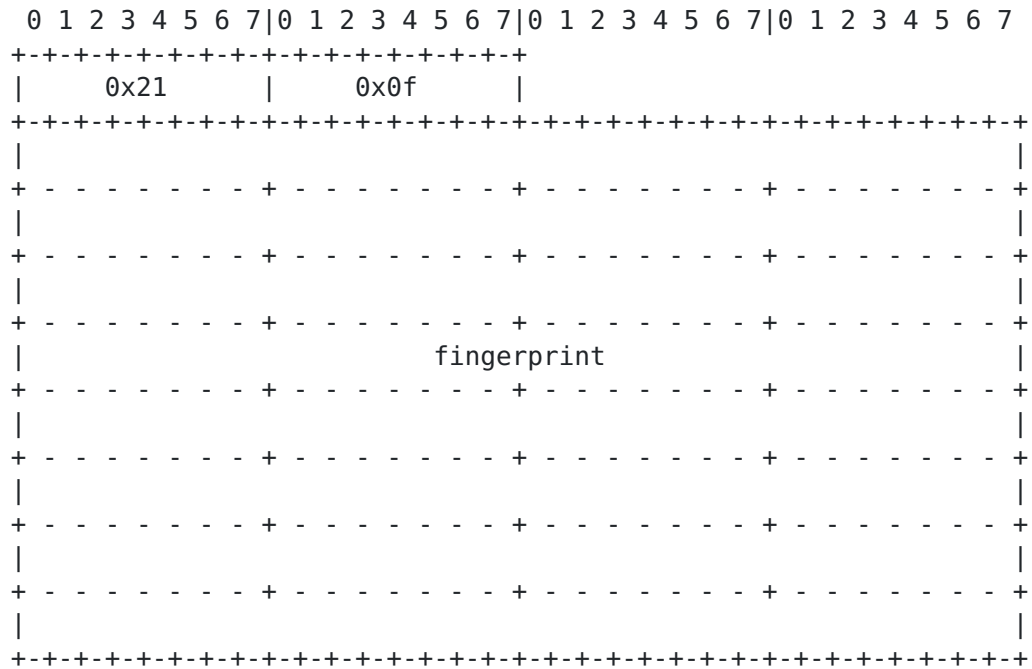 0 1 2 3 4 5 6 7|0 1 2 3 4 5 6 7|0 1 2 3 4 5 6 7|0 1 2 3 4 5 6 7
+-+-+-+-+-+-+-+-+-+-+-+-+-+-+-+-+
|     0x21      |     0x0f      |
+-+-+-+-+-+-+-+-+-+-+-+-+-+-+-+-+-+-+-+-+-+-+-+-+-+-+-+-+-+-+-+-+
|                                                               |
+ - - - - - - - + - - - - - - - + - - - - - - - + - - - - - - - +
|                                                               |
+ - - - - - - - + - - - - - - - + - - - - - - - + - - - - - - - +
|                                                               |
+ - - - - - - - + - - - - - - - + - - - - - - - + - - - - - - - +
|                          fingerprint                          |
+ - - - - - - - + - - - - - - - + - - - - - - - + - - - - - - - +
|                                                               |
+ - - - - - - - + - - - - - - - + - - - - - - - + - - - - - - - +
|                                                               |
+ - - - - - - - + - - - - - - - + - - - - - - - + - - - - - - - +
|                                                               |
+ - - - - - - - + - - - - - - - + - - - - - - - + - - - - - - - +
|                                                               |
+-+-+-+-+-+-+-+-+-+-+-+-+-+-+-+-+-+-+-+-+-+-+-+-+-+-+-+-+-+-+-+-+